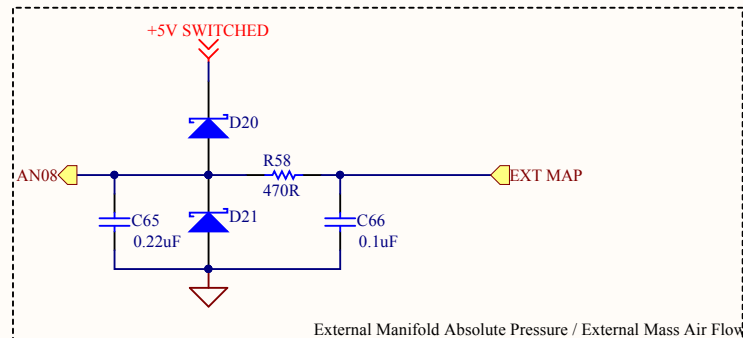 +5V SWITCHED
D20
R58
AN08
EXT MAP
470R
D21
C65
C66
0.22uF
0.1uF
External Manifold Absolute Pressure / External Mass Air Flow